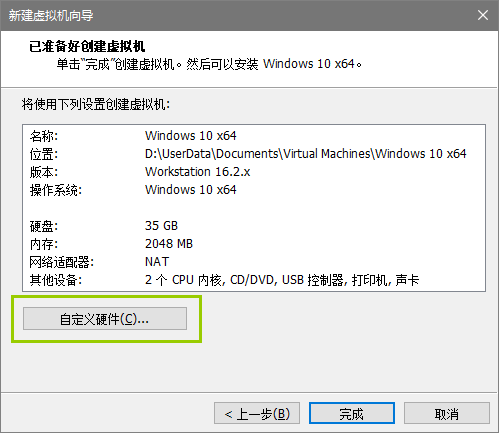 新建虚拟机向导
已准备好创建虚拟机
单击“完成”创建虚拟机。然后可以安装 Windows 10 x64。
将使用下列设置创建虚拟机:
名称: Windows 10 x64
位置: D:\UserData\Documents\Virtual Machines\Windows 10 x64
版本: Workstation 16.2.x
操作系统: Windows 10 x64
硬盘: 35 GB
内存: 2048 MB
网络适配器: NAT
其他设备: 2 个 CPU 内核, CD/DVD, USB 控制器, 打印机, 声卡
自定义硬件(C)...
< 上一步(B) 完成 取消